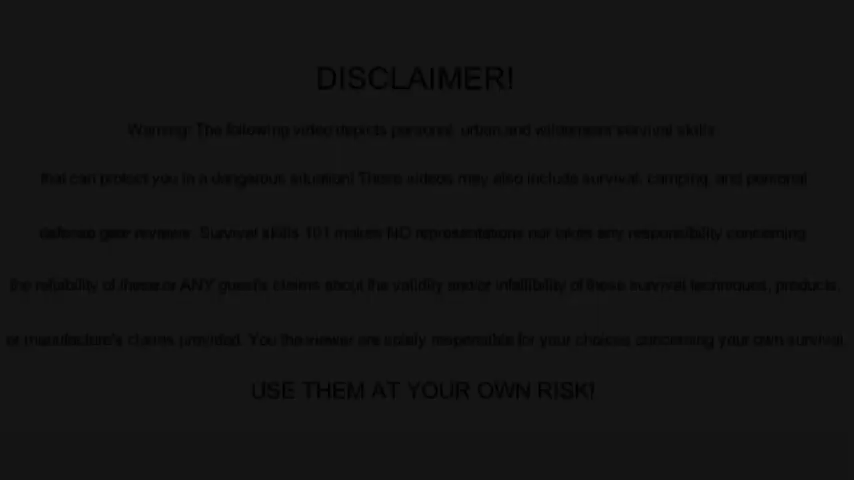 DISCLAIMER!
Warning: The following video depicts personal, urban and wilderness survival skills
that can protect you in a dangerous situation! These videos may also include survival, camping, and personal
defense gear reviews. Survival skills 101 makes NO representations nor takes any responsibility concerning
the reliability of these or ANY guest's claims about the validity and/or infallibility of these survival techniques, products,
or manufacture's claims provided. You the viewer are solely responsible for your choices concerning your own survival.
USE THEM AT YOUR OWN RISK!